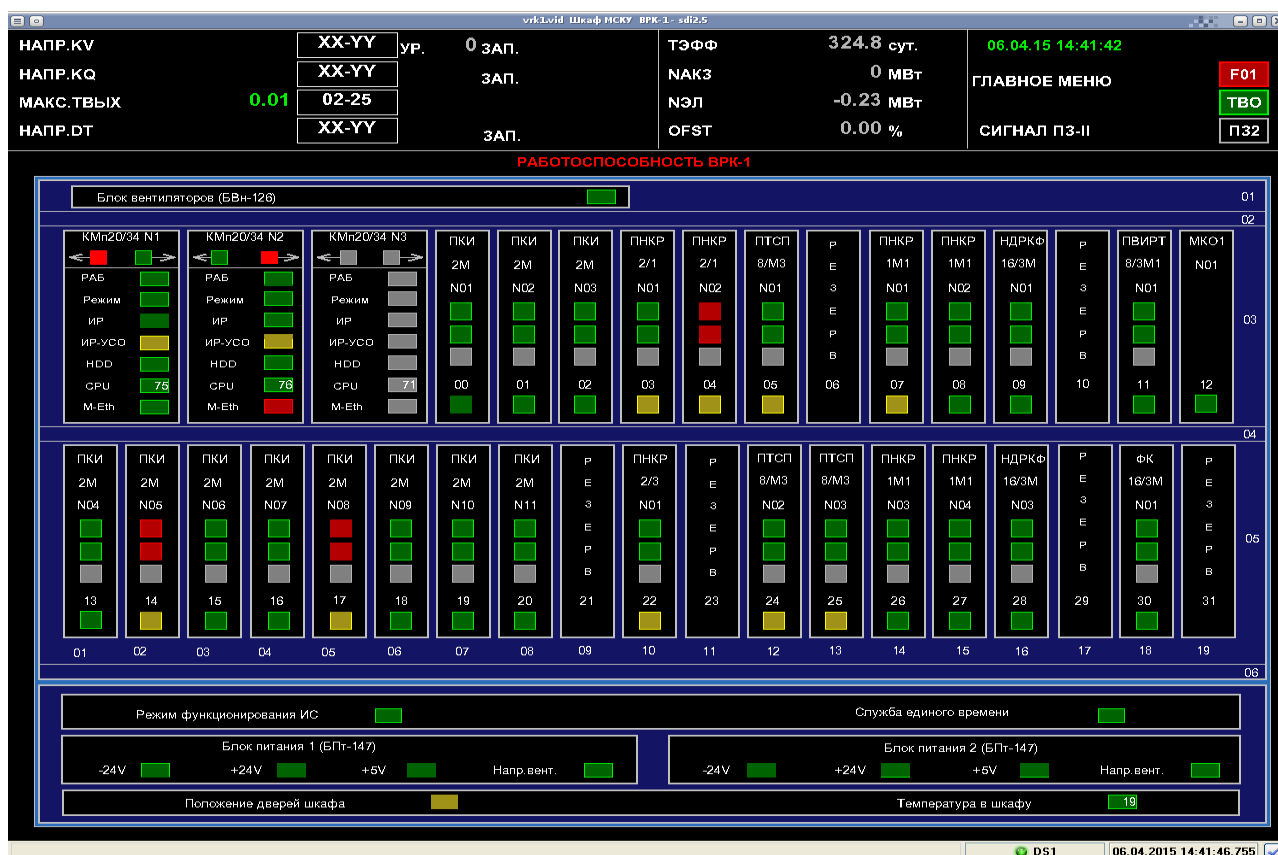 vrk1.vid Шкаф МСКУ ВРК-1 - sdi2.5
НАПР.KV XX-YY УР. 0 ЗАП. ТЭФФ 324.8 сут. 06.04.15 14:41:42
НАПР.KQ XX-YY ЗАП. NАКЗ 0 МВт ГЛАВНОЕ МЕНЮ F01
МАКС.TВЫХ 0.01 02-25 NЭЛ -0.23 МВт ТВО
НАПР.DT XX-YY ЗАП. OFST 0.00 % СИГНАЛ ПЗ-II П32
РАБОТОСПОСОБНОСТЬ ВРК-1
Блок вентиляторов (БВн-126) 01
02
КМп20/34 N1 КМп20/34 N2 КМп20/34 N3 ПКИ ПКИ ПКИ ПНКР ПНКР ПТСП Р ПНКР ПНКР НДРКФ Р ПВИРТ МКО1
2М 2М 2М 2/1 2/1 8/М3 Е 1М1 1М1 16/3М Е 8/3М1 N01
РАБ РАБ РАБ N01 N02 N03 N01 N02 N01 З N01 N02 N01 З N01
Режим Режим Режим Е Е
ИР ИР ИР Р Р 03
ИР-УСО ИР-УСО ИР-УСО В В
HDD HDD HDD
CPU 75 CPU 76 CPU 71 00 01 02 03 04 05 06 07 08 09 10 11 12
M-Eth M-Eth M-Eth
04
ПКИ ПКИ ПКИ ПКИ ПКИ ПКИ ПКИ ПКИ Р ПНКР Р ПТСП ПТСП ПНКР ПНКР НДРКФ Р ФК Р
2М 2М 2М 2М 2М 2М 2М 2М Е 2/3 Е 8/М3 8/М3 1М1 1М1 16/3М Е 16/3М Е
N04 N05 N06 N07 N08 N09 N10 N11 З N01 З N02 N03 N03 N04 N03 З N01 З
Е Е Е Е
Р Р Р Р 05
В В В В
13 14 15 16 17 18 19 20 21 22 23 24 25 26 27 28 29 30 31
01 02 03 04 05 06 07 08 09 10 11 12 13 14 15 16 17 18 19
06
Режим функционирования ИС Служба единого времени
Блок питания 1 (БПт-147) Блок питания 2 (БПт-147)
-24V +24V +5V Напр.вент. -24V +24V +5V Напр.вент.
Положение дверей шкафа Температура в шкафу 19
DS1 06.04.2015 14:41:46.755